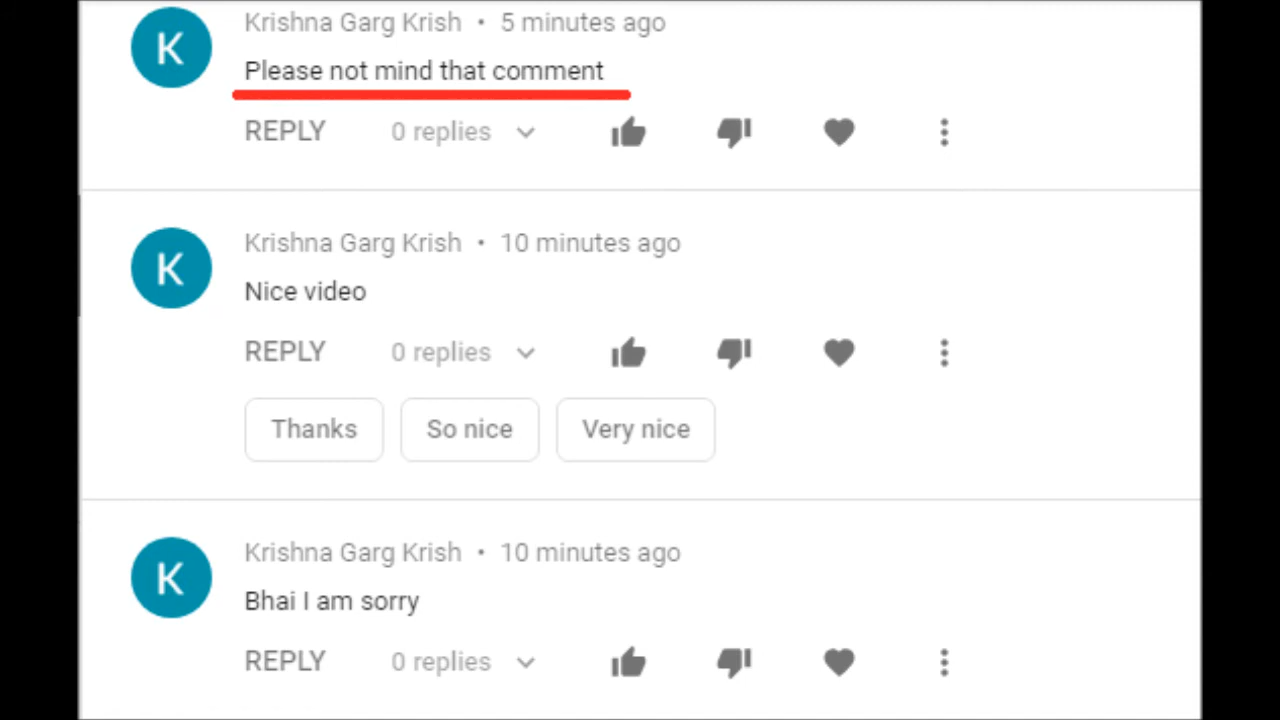 K
Krishna Garg Krish • 5 minutes ago
Please not mind that comment
REPLY 0 replies
K
Krishna Garg Krish • 10 minutes ago
Nice video
REPLY 0 replies
Thanks So nice Very nice
K
Krishna Garg Krish • 10 minutes ago
Bhai I am sorry
REPLY 0 replies